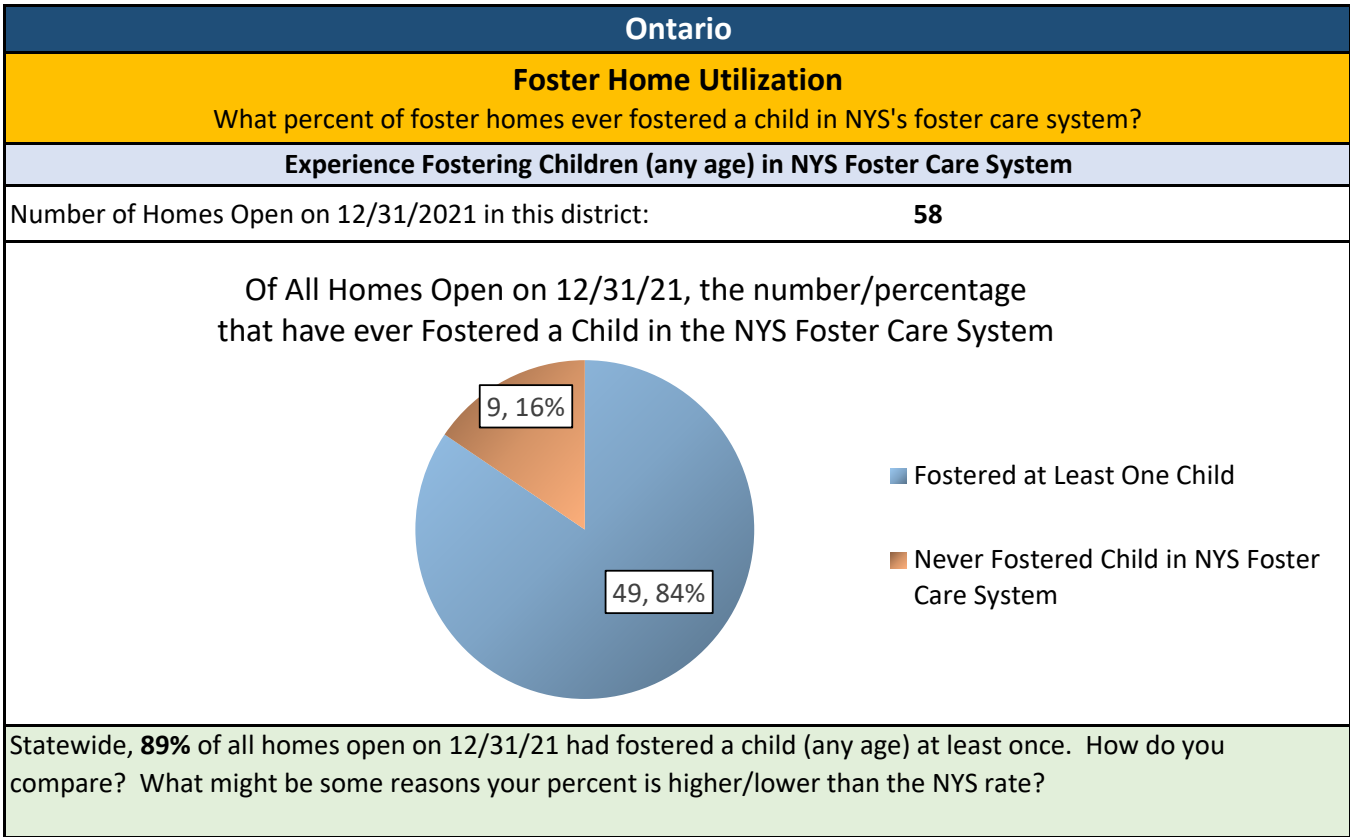 Ontario
Foster Home Utilization
What percent of foster homes ever fostered a child in NYS's foster care system?
Experience Fostering Children (any age) in NYS Foster Care System
Number of Homes Open on 12/31/2021 in this district: 58
Of All Homes Open on 12/31/21, the number/percentage
that have ever Fostered a Child in the NYS Foster Care System
9, 16%
49, 84%
Fostered at Least One Child
Never Fostered Child in NYS Foster
Care System
Statewide, 89% of all homes open on 12/31/21 had fostered a child (any age) at least once.  How do you
compare?  What might be some reasons your percent is higher/lower than the NYS rate?